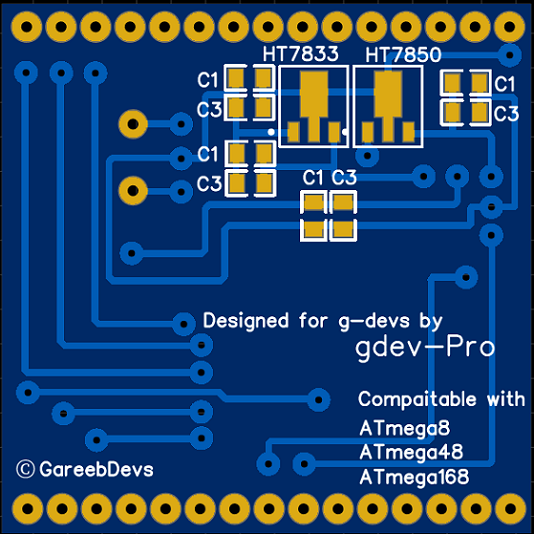 HT7833 HT7850
C1 C1
C3 C3
C1
C3 C1 C3
Designed for g-devs by
gdev-Pro
Compaitable with
ATmega8
ATmega48
ATmega168
© GareebDevs